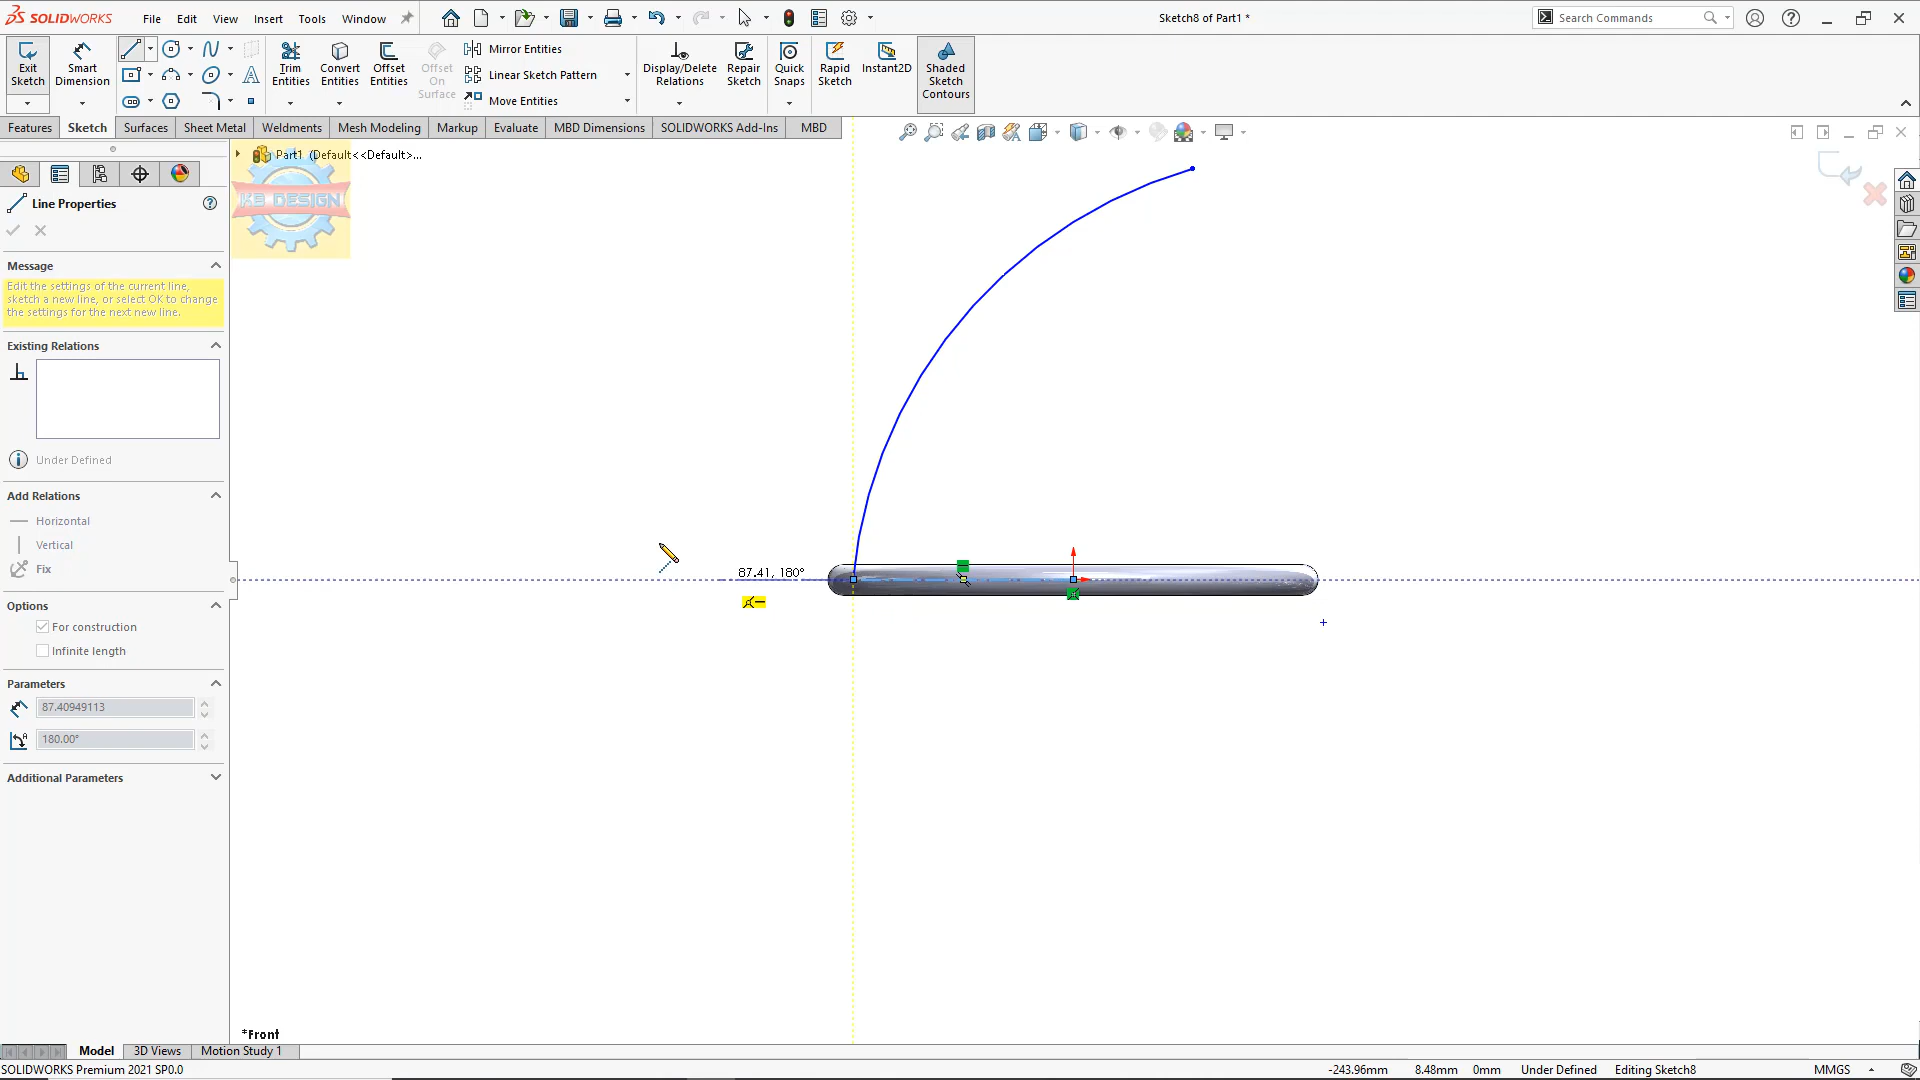 SOLIDWORKS
File Edit View Insert Tools Window
Sketch8 of Part1 *
Search Commands
Exit Sketch
Smart Dimension
Trim Entities
Convert Entities
Offset Entities
Offset On Surface
Mirror Entities
Linear Sketch Pattern
Move Entities
Display/Delete Relations
Repair Sketch
Quick Snaps
Rapid Sketch
Instant2D
Shaded Sketch Contours
Features Sketch Surfaces Sheet Metal Weldments Mesh Modeling Markup Evaluate MBD Dimensions SOLIDWORKS Add-Ins MBD
Part1 (Default<<Default>...
KS DESIGN
Line Properties
Message
Edit the settings of the current line,
sketch a new line, or select OK to change
the settings for the next new line.
Existing Relations
Under Defined
Add Relations
Horizontal
Vertical
Fix
Options
For construction
Infinite length
Parameters
87.40949113
180.00°
Additional Parameters
87.41, 180°
*Front
Model 3D Views Motion Study 1
SOLIDWORKS Premium 2021 SP0.0
-243.96mm 8.48mm 0mm Under Defined Editing Sketch8 MMGS